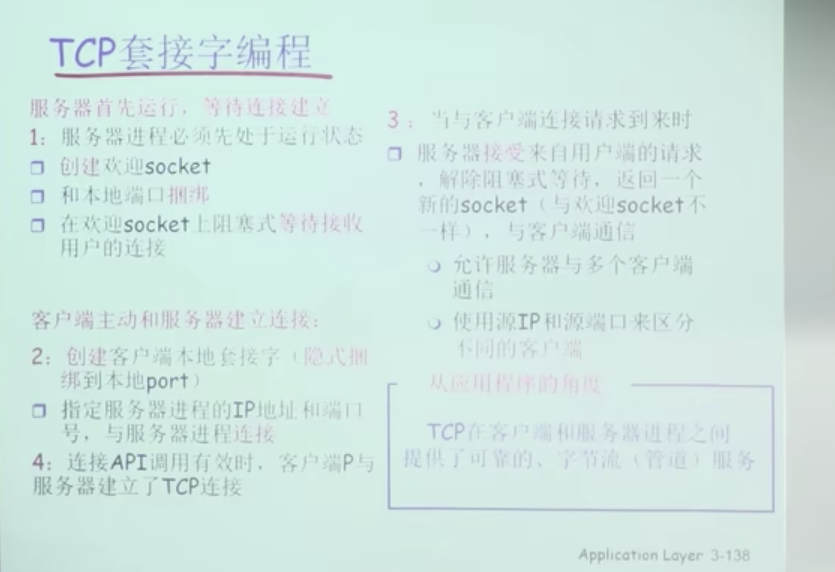 TCP套接字编程
服务器首先运行，等待连接建立
1：服务器进程必须先处于运行状态
创建欢迎socket
和本地端口捆绑
在欢迎socket上阻塞式等待接收
用户的连接
客户端主动和服务器建立连接：
2：创建客户端本地套接字（隐式捆
绑到本地port）
指定服务器进程的IP地址和端口
号，与服务器进程连接
4：连接API调用有效时，客户端P与
服务器建立了TCP连接
3：当与客户端连接请求到来时
服务器接受来自用户端的请求
，解除阻塞式等待，返回一个
新的socket（与欢迎socket不
一样），与客户端通信
允许服务器与多个客户端
通信
使用源IP和源端口来区分
不同的客户端
从应用程序的角度
TCP在客户端和服务器进程之间
提供了可靠的、字节流（管道）服务
Application Layer 3-138